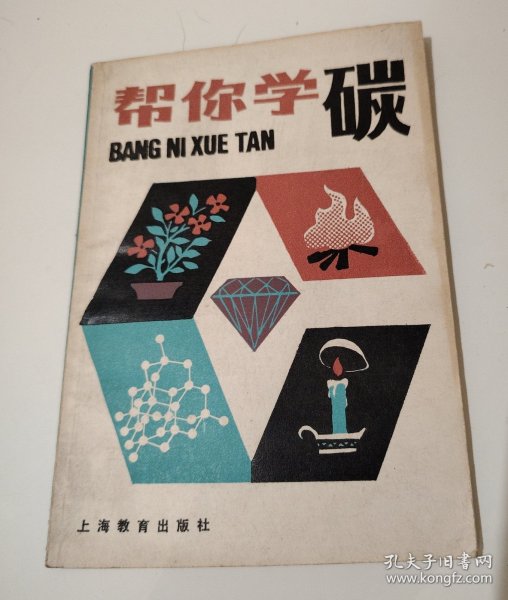 帮你学碳
BANG NI XUE TAN
上海教育出版社
孔夫子旧书网
www.kongfz.com